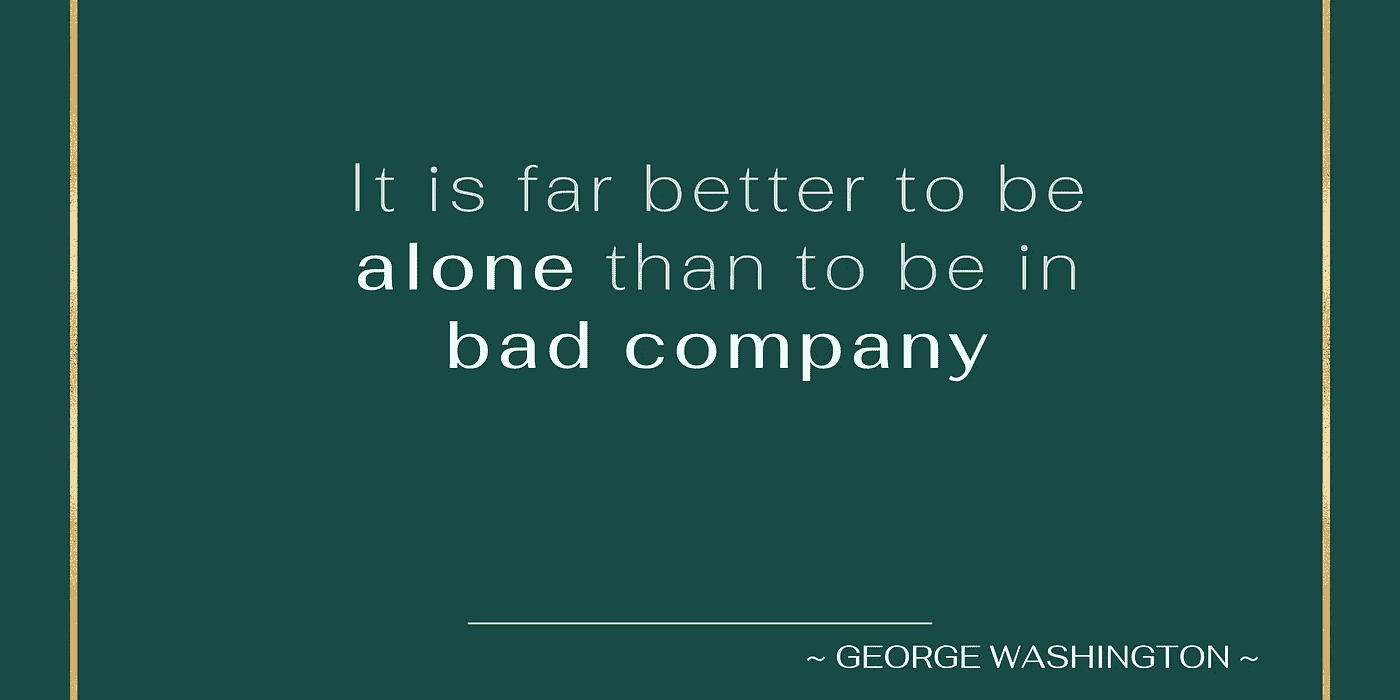 It is far better to be
alone than to be in
bad company
~ GEORGE WASHINGTON ~